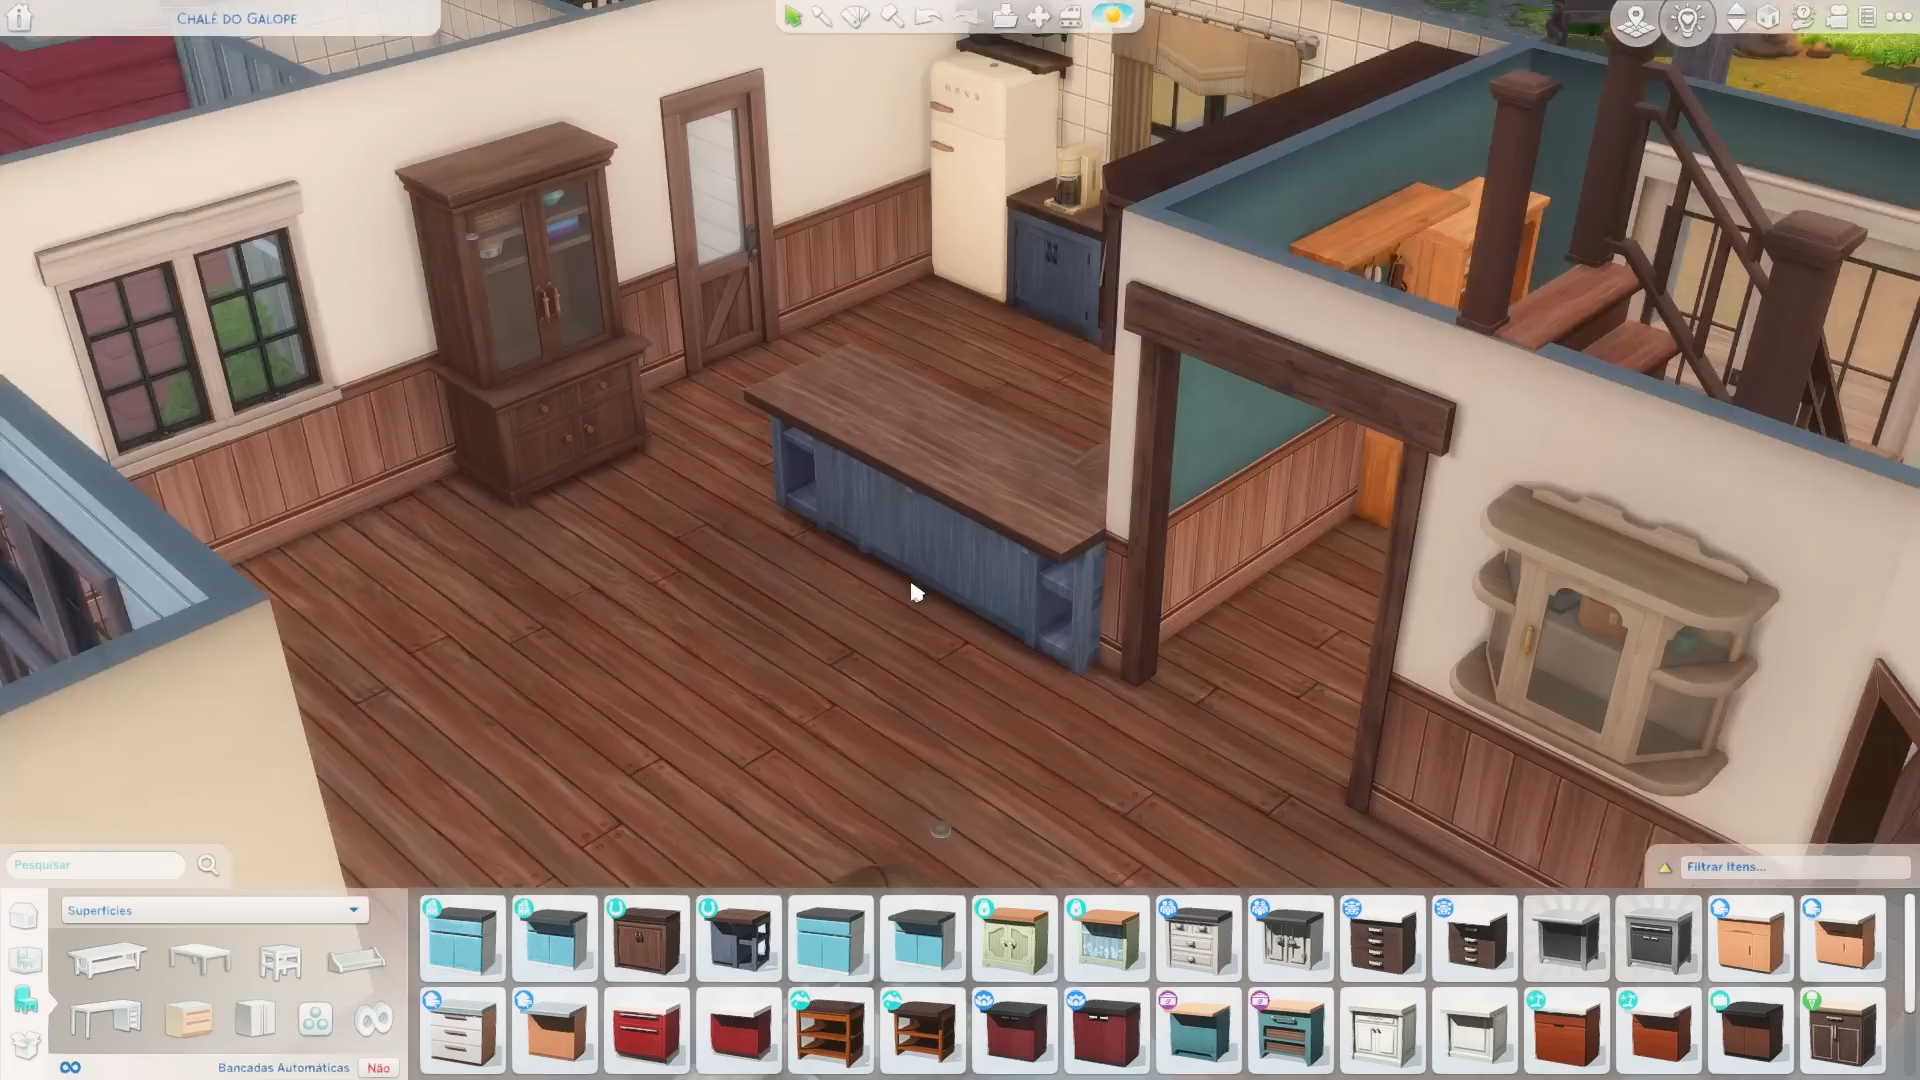 CHALÉ DO GALOPE
Pesquisar
Filtrar Itens...
Superfícies
Bancadas Automáticas Não